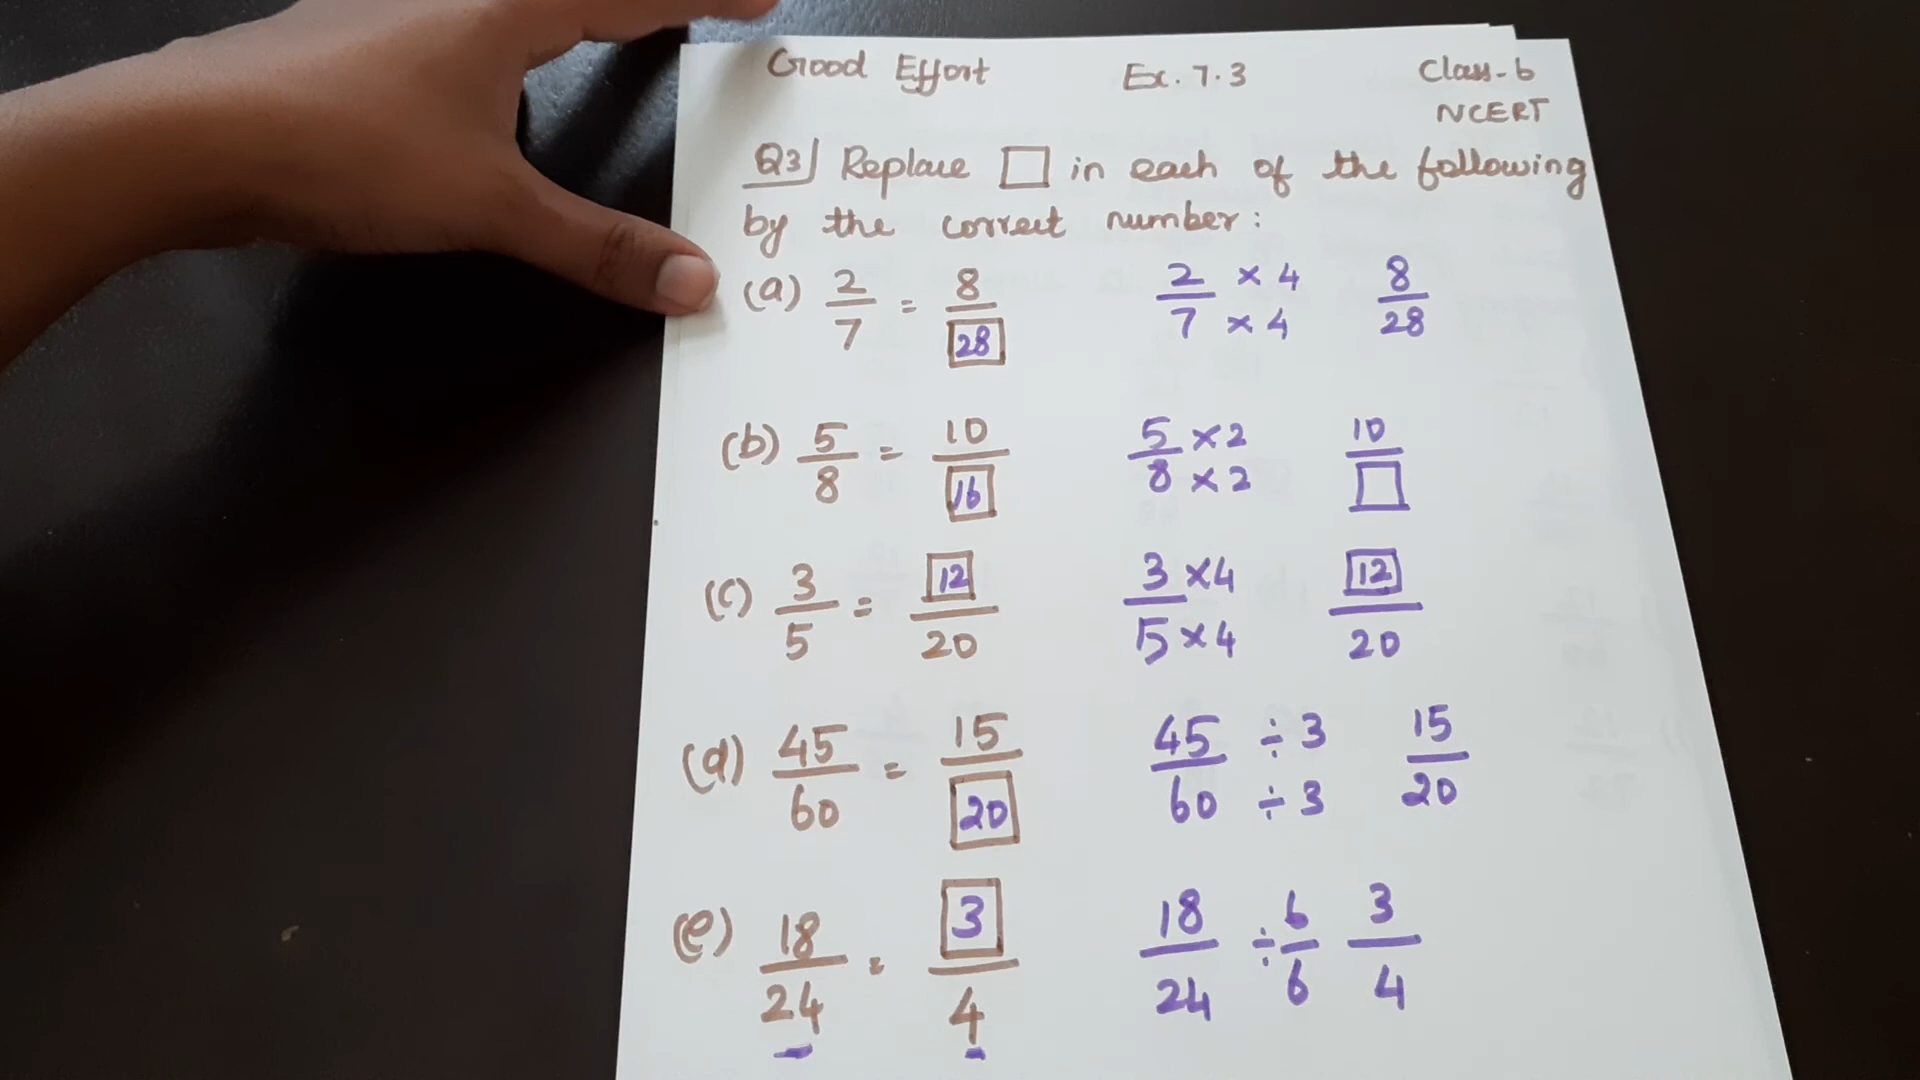 Good Effort Ex. 7.3 Class-6
NCERT
Q3) Replace □ in each of the following
by the correct number:
(a) 2/7 = 8/28 2/7 ×4/×4 8/28
(b) 5/8 = 10/16 5/8 ×2/×2 10/□
(c) 3/5 = 12/20 3/5 ×4/×4 12/20
(d) 45/60 = 15/20 45/60 ÷3/÷3 15/20
(e) 18/24 = 3/4 18/24 ÷ 6/6 3/4